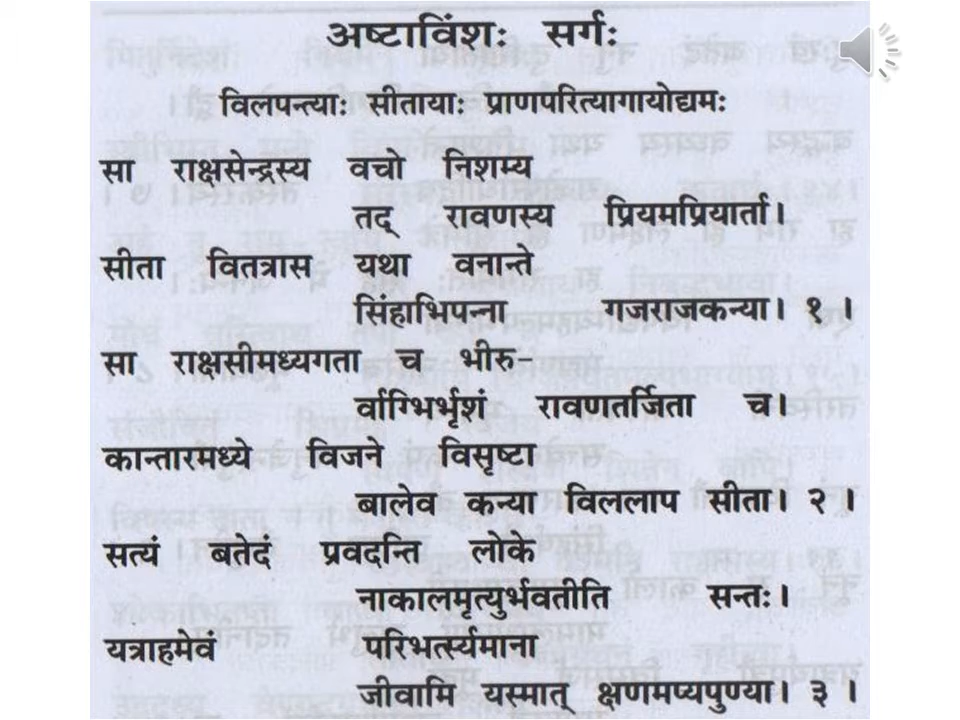 अष्टाविंशः सर्गः
विलपन्त्याः सीतायाः प्राणपरित्यागायोद्यमः
सा राक्षसेन्द्रस्य वचो निशम्य
तद् रावणस्य प्रियमप्रियार्ता।
सीता वितत्रास यथा वनान्ते
सिंहाभिपन्ना गजराजकन्या। १ ।
सा राक्षसीमध्यगता च भीरु-
र्वाग्भिर्भृशं रावणतर्जिता च।
कान्तारमध्ये विजने विसृष्टा
बालेव कन्या विललाप सीता। २ ।
सत्यं बतेदं प्रवदन्ति लोके
नाकालमृत्युर्भवतीति सन्तः।
यत्राहमेवं परिभर्त्स्यमाना
जीवामि यस्मात् क्षणमप्यपुण्या। ३ ।